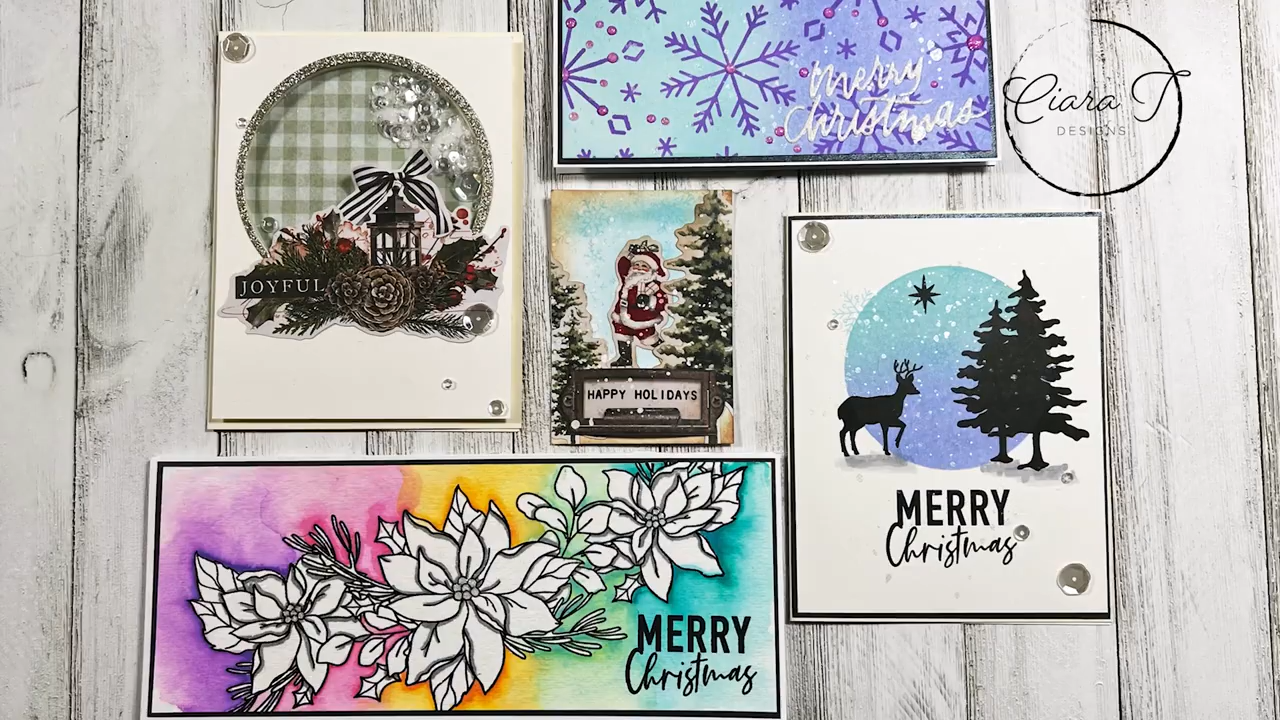 merry
christmas
Ciara T
DESIGNS
JOYFUL
HAPPY HOLIDAYS
MERRY
Christmas
MERRY
Christmas